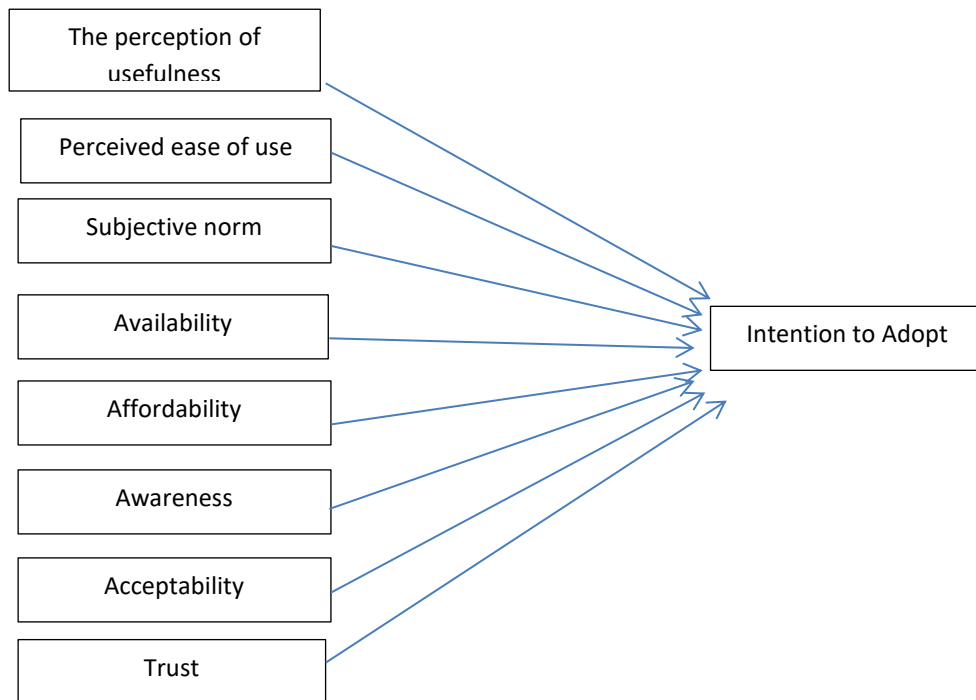 The perception of
usefulness
Perceived ease of use
Subjective norm
Availability
Intention to Adopt
Affordability
Awareness
Acceptability
Trust